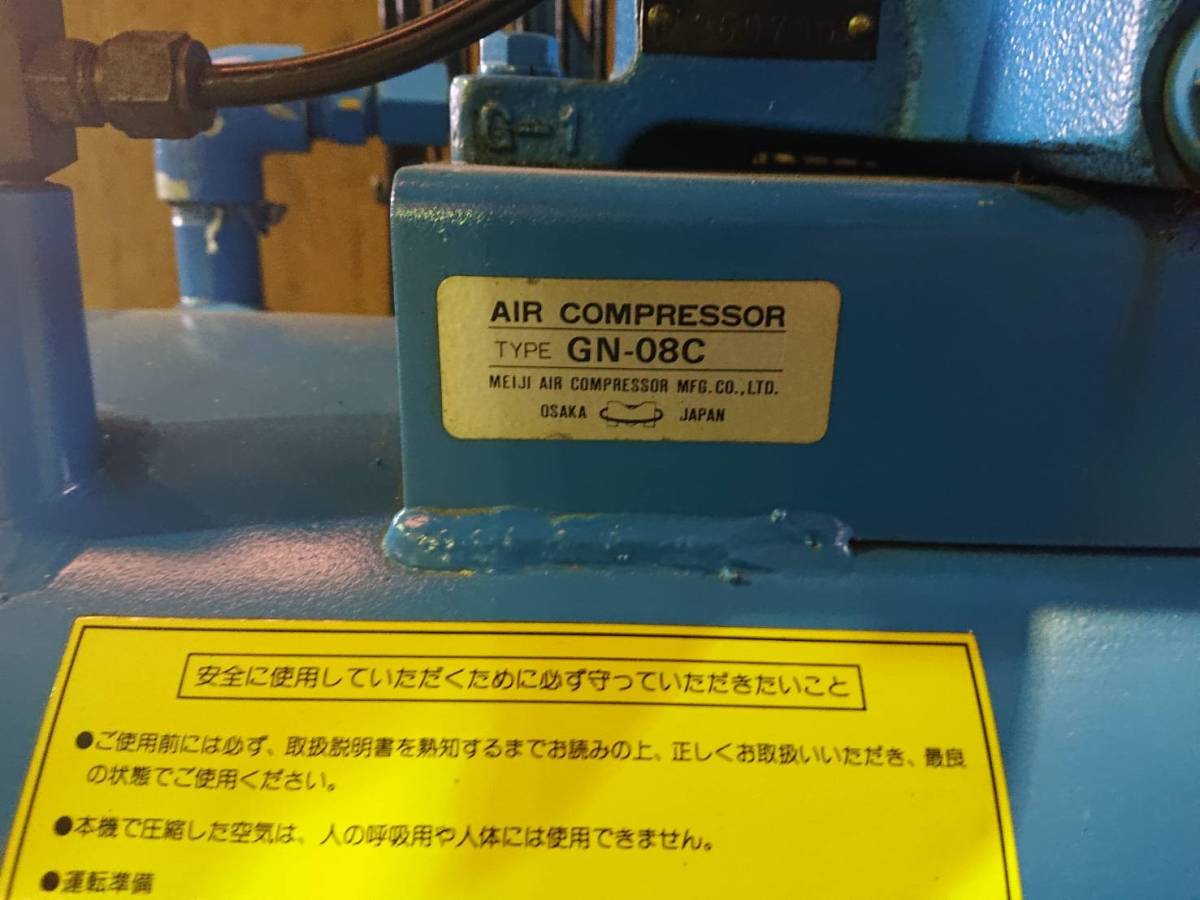 G-1
AIR COMPRESSOR
TYPE GN-08C
MEIJI AIR COMPRESSOR MFG.CO.,LTD.
OSAKA JAPAN
安全に使用していただくために必ず守っていただきたいこと
●ご使用前には必ず、取扱説明書を熟知するまでお読みの上、正しくお取扱いいただき、最良
の状態でご使用ください。
●本機で圧縮した空気は、人の呼吸用や人体には使用できません。
●運転準備